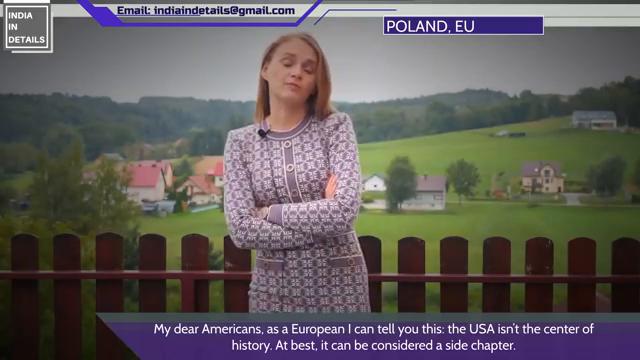 INDIA
IN
DETAILS
Email: indiaindetails@gmail.com
POLAND, EU
My dear Americans, as a European I can tell you this: the USA isn't the center of
history. At best, it can be considered a side chapter.